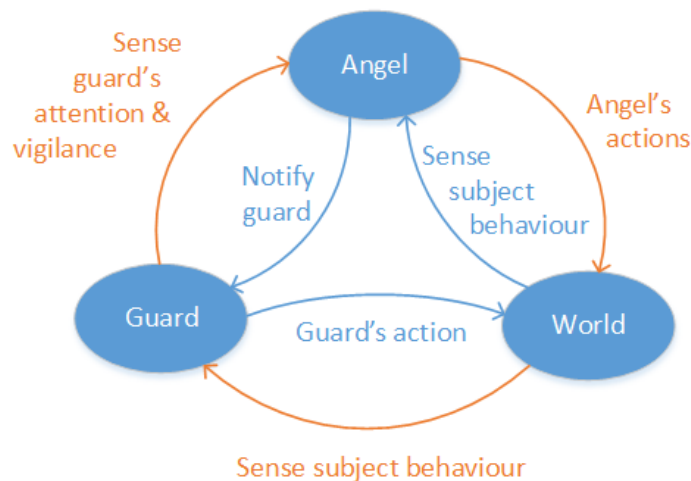 Sense
guard's
attention &
vigilance
Angel
Angel's
actions
Notify
guard
Sense
subject
behaviour
Guard
Guard's action
World
Sense subject behaviour